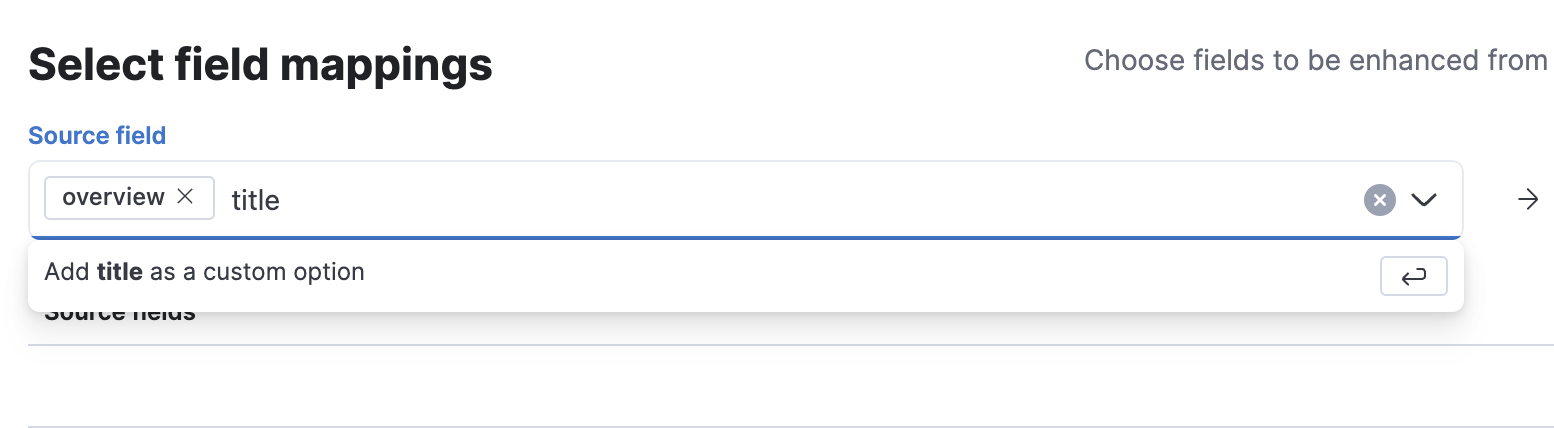 Select field mappings
Choose fields to be enhanced from
Source field
overview title
Add title as a custom option
Source fields